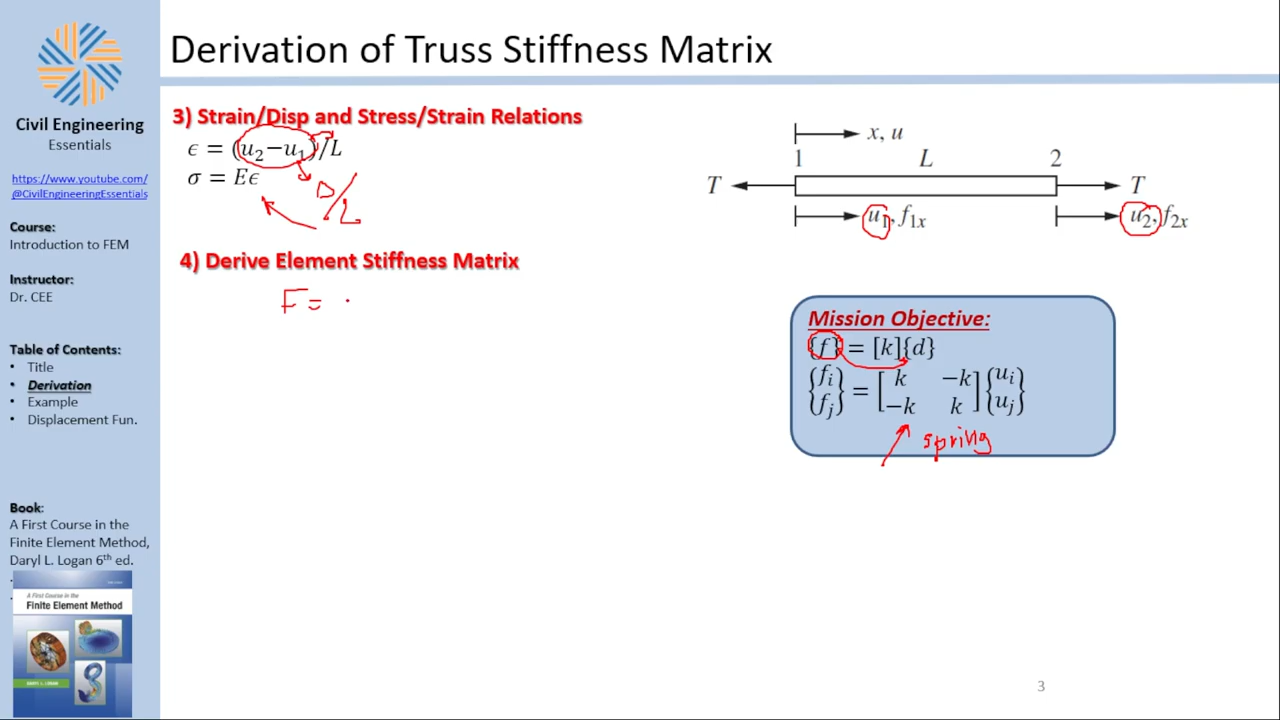 Derivation of Truss Stiffness Matrix
Civil Engineering
Essentials
https://www.youtube.com/
@CivilEngineeringEssentials
Course:
Introduction to FEM
Instructor:
Dr. CEE
Table of Contents:
• Title
• Derivation
• Example
• Displacement Fun.
Book:
A First Course in the
Finite Element Method,
Daryl L. Logan 6th ed.
A First Course in the
Finite Element Method
3) Strain/Disp and Stress/Strain Relations
ϵ = (u₂−u₁)/L
σ = Eϵ
D/L
4) Derive Element Stiffness Matrix
F =
x, u
1 L 2
T T
u₁, f₁ₓ u₂, f₂ₓ
Mission Objective:
{f} = [k]{d}
{fᵢ fⱼ} = [k −k −k k] {uᵢ uⱼ}
spring
3